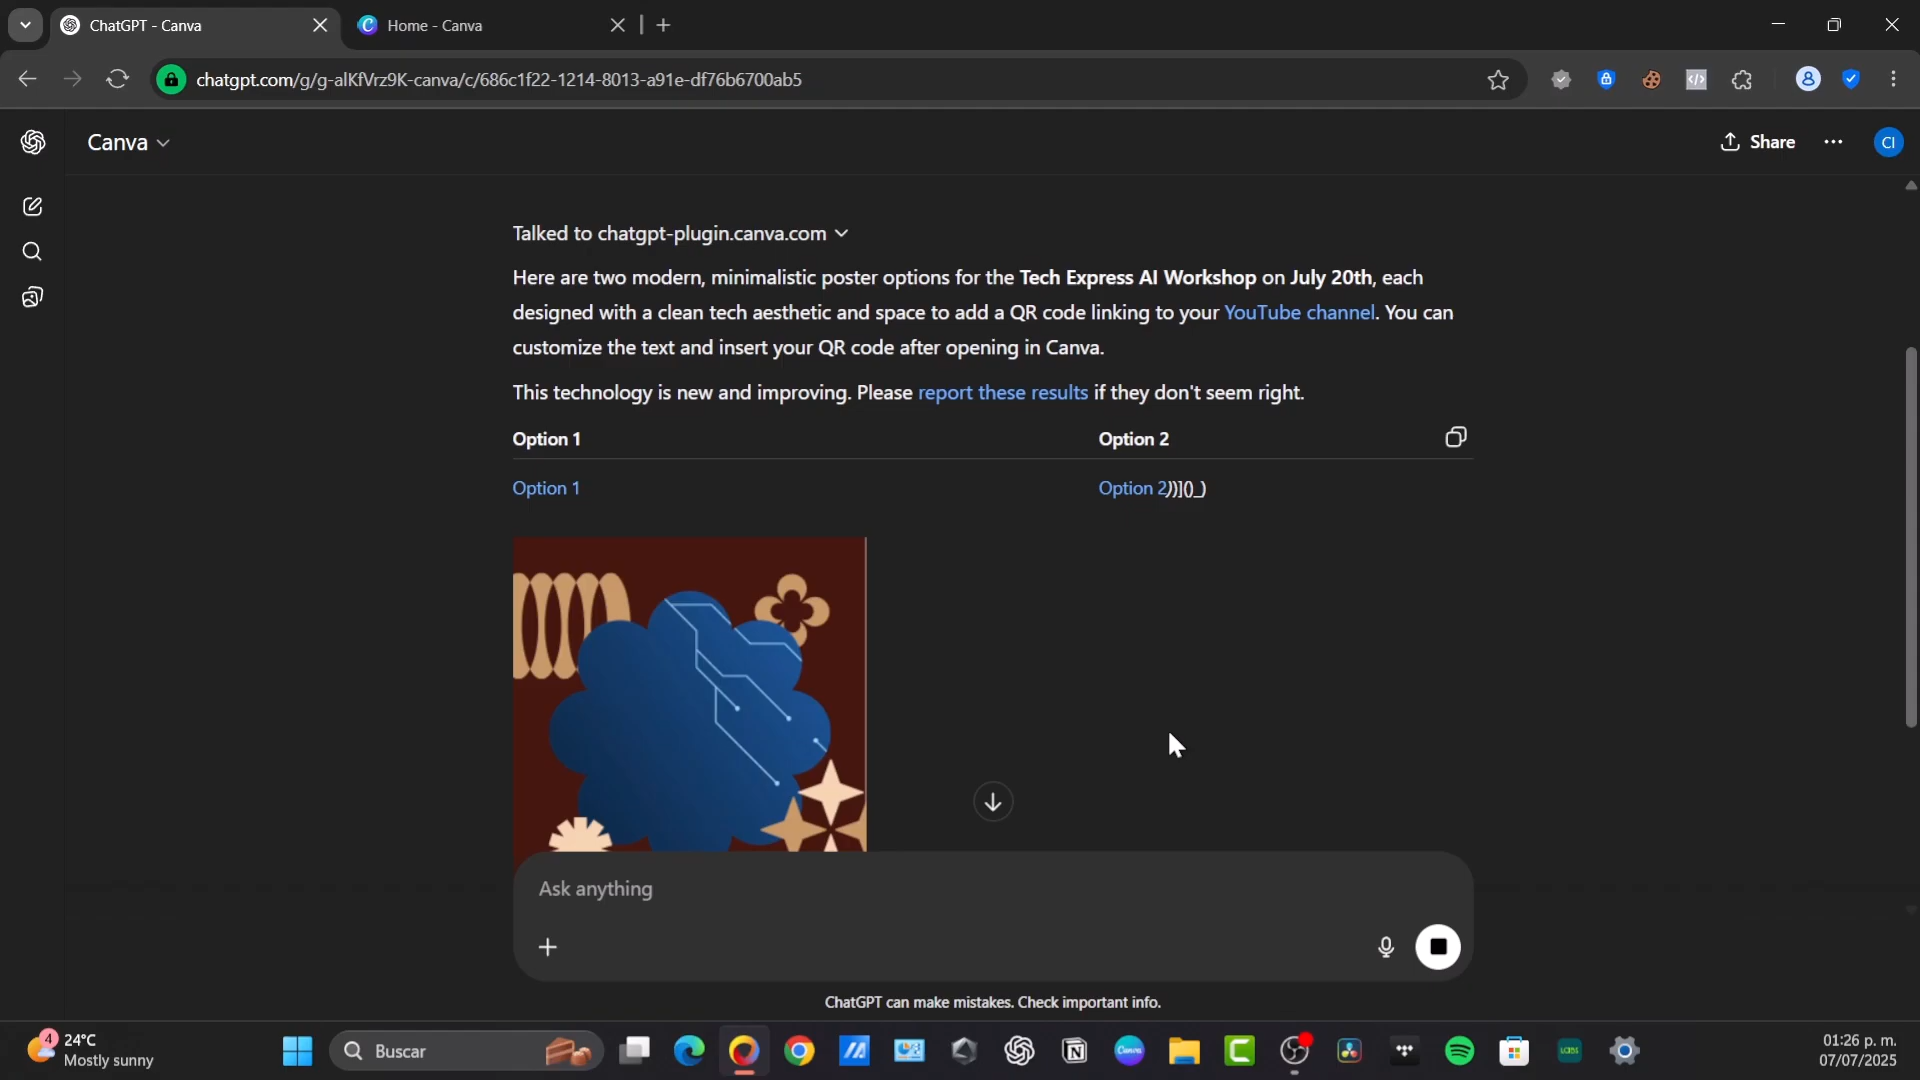 ChatGPT - Canva
Home - Canva
chatgpt.com/g/g-alKfVrz9K-canva/c/686c1f22-1214-8013-a91e-df76b6700ab5
Canva
Share
CI
Talked to chatgpt-plugin.canva.com
Here are two modern, minimalistic poster options for the Tech Express AI Workshop on July 20th, each
designed with a clean tech aesthetic and space to add a QR code linking to your YouTube channel. You can
customize the text and insert your QR code after opening in Canva.
This technology is new and improving. Please report these results if they don't seem right.
Option 1
Option 2
Option 1
Option 2))]()_)
Ask anything
ChatGPT can make mistakes. Check important info.
4
24°C
Mostly sunny
Buscar
Canva
LABS
01:26 p. m.
07/07/2025